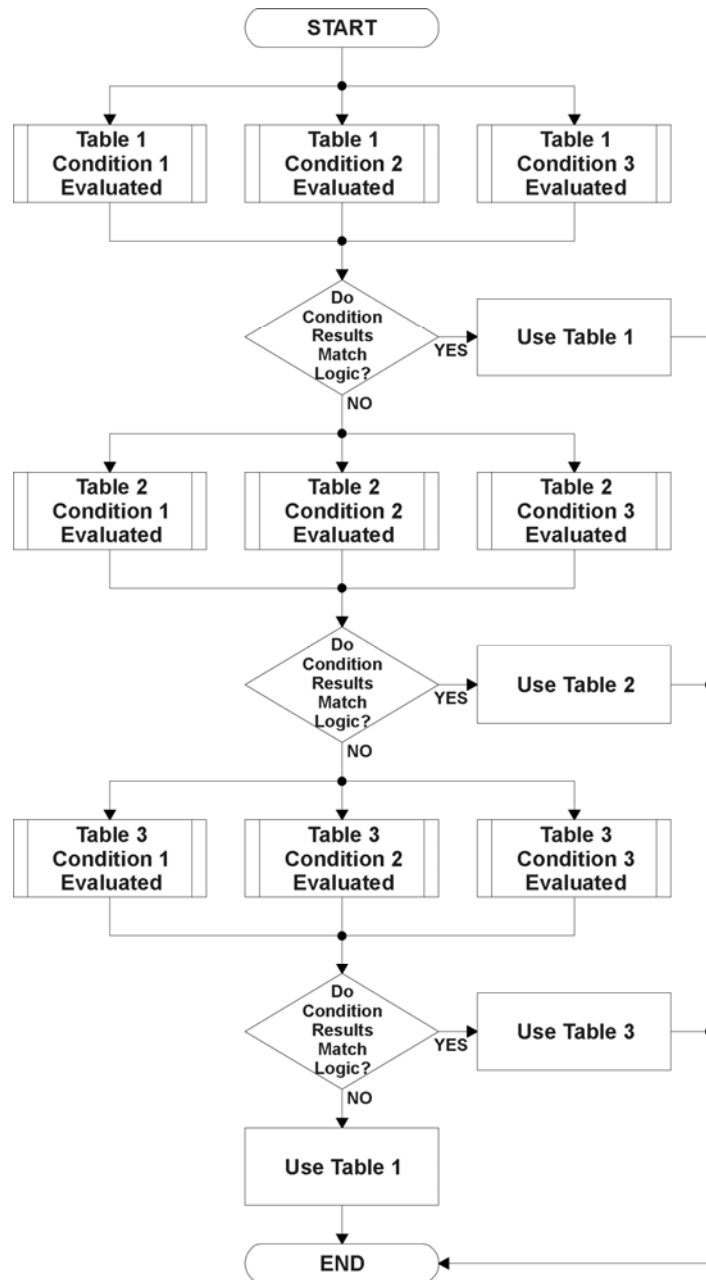 START
Table 1
Condition 1
Evaluated
Table 1
Condition 2
Evaluated
Table 1
Condition 3
Evaluated
Do
Condition
Results
Match
Logic?
YES
Use Table 1
NO
Table 2
Condition 1
Evaluated
Table 2
Condition 2
Evaluated
Table 2
Condition 3
Evaluated
Do
Condition
Results
Match
Logic?
YES
Use Table 2
NO
Table 3
Condition 1
Evaluated
Table 3
Condition 2
Evaluated
Table 3
Condition 3
Evaluated
Do
Condition
Results
Match
Logic?
YES
Use Table 3
NO
Use Table 1
END